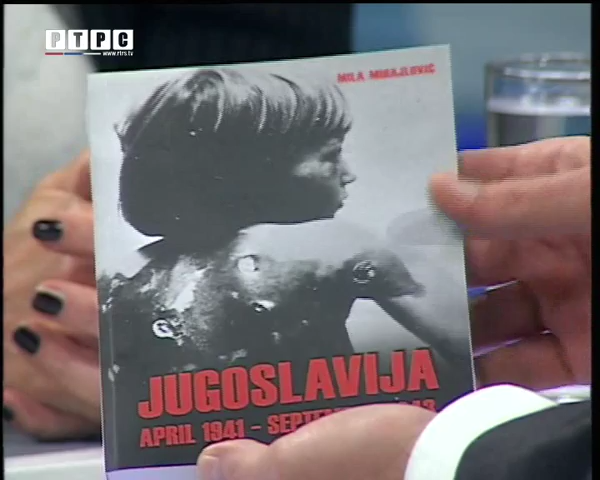 РТРС
www.rtrs.tv
MILA MIHAJLOVIĆ
JUGOSLAVIJA
APRIL 1941 -